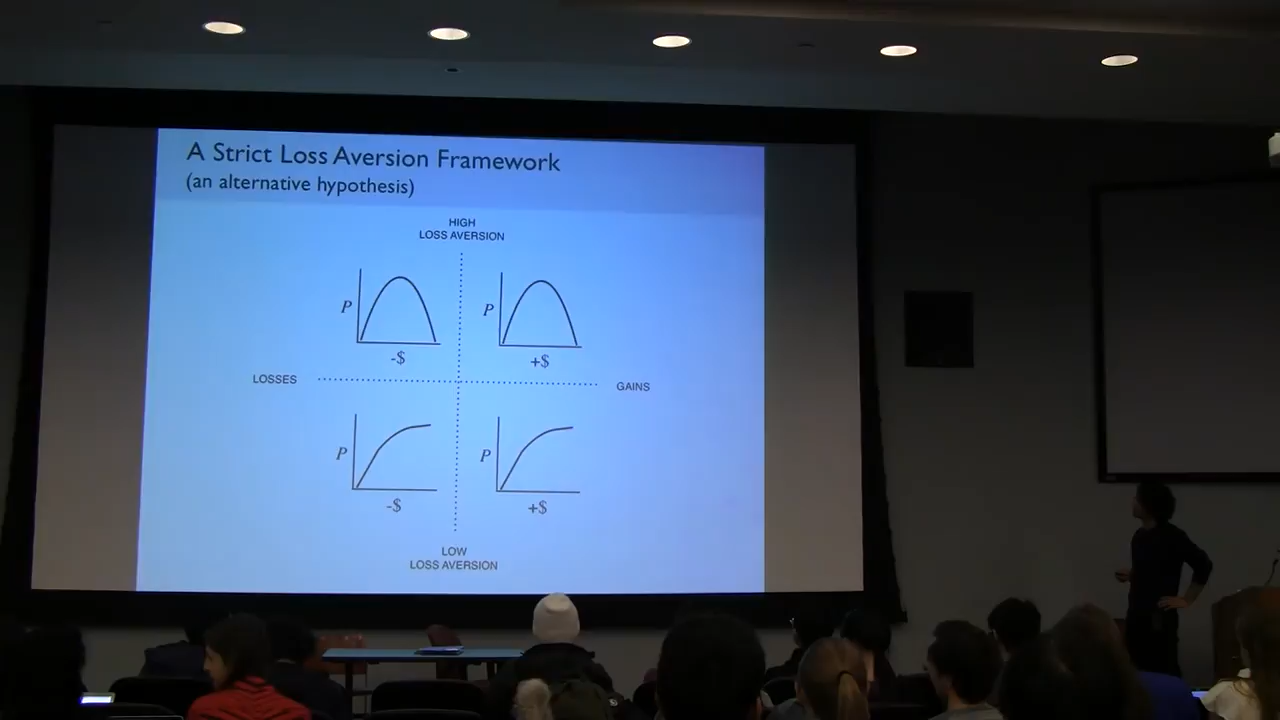 A Strict Loss Aversion Framework
(an alternative hypothesis)
HIGH
LOSS AVERSION
P
-$
P
+$
LOSSES
GAINS
P
-$
P
+$
LOW
LOSS AVERSION